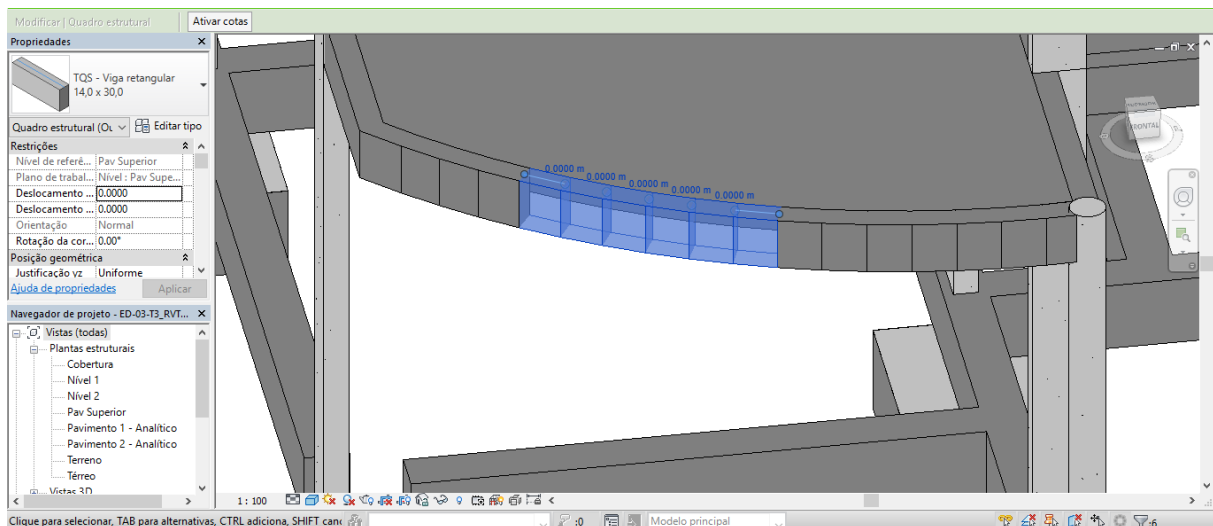 Modificar | Quadro estrutural
Ativar cotas
Propriedades
TQS - Viga retangular
14,0 x 30,0
Quadro estrutural (Ou
Editar tipo
Restrições
Nível de referê... Pav Superior
Plano de trabal... Nível : Pav Supe...
Deslocamento ... 0.0000
Deslocamento ... 0.0000
Orientação Normal
Rotação da cor... 0.00°
Posição geométrica
Justificação yz Uniforme
Ajuda de propriedades
Aplicar
Navegador de projeto - ED-03-T3_RVT...
Vistas (todas)
Plantas estruturais
Cobertura
Nível 1
Nível 2
Pav Superior
Pavimento 1 - Analítico
Pavimento 2 - Analítico
Terreno
Térreo
Vistas 3D
0.0000 m
0.0000 m
0.0000 m
0.0000 m
0.0000 m
FRONTAL
1 : 100
Clique para selecionar, TAB para alternativas, CTRL adiciona, SHIFT canc
:0
Modelo principal
:6